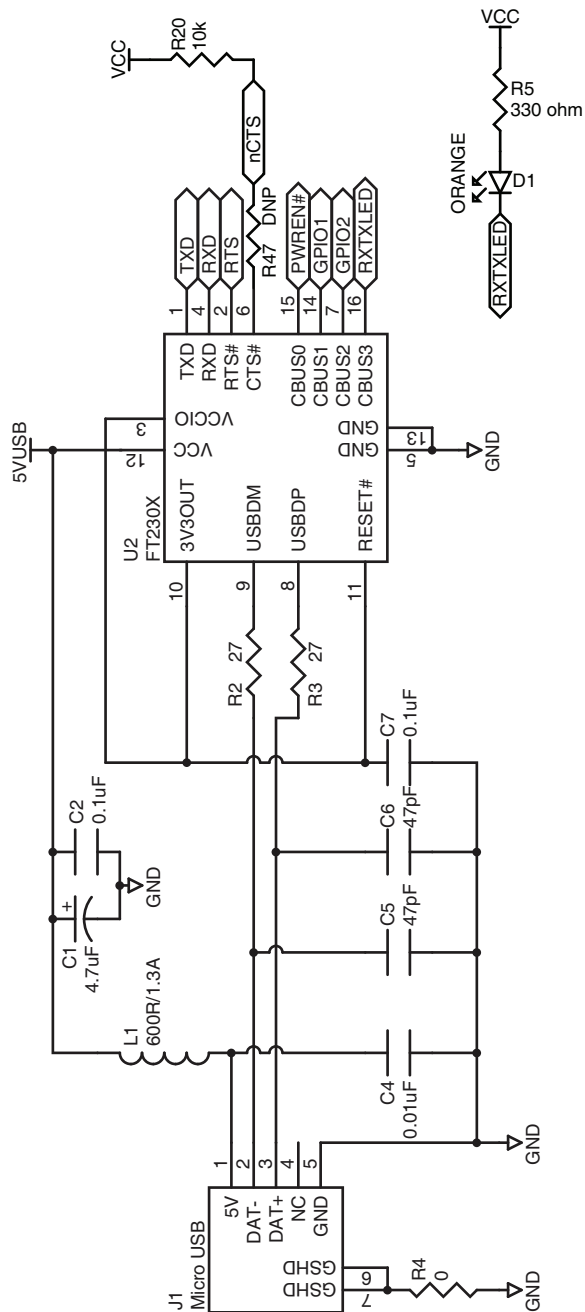 5VUSB
VCC
R20
10k
nCTS
DNP
R47
TXD
RXD
RTS
1
4
2
6
TXD
RXD
RTS#
CTS#
PWREN#
GPIO1
GPIO2
RXTXLED
15
14
7
16
CBUS0
CBUS1
CBUS2
CBUS3
3
VCCIO
12
VCC
U2
FT230X
3V3OUT
USBDM
USBDP
RESET#
10
9
8
11
GND
GND
5
13
GND
27
R2
27
R3
C2
0.1uF
C1
+
4.7uF
GND
L1
600R/1.3A
C7
0.1uF
C6
47pF
C5
47pF
C4
0.01uF
GND
J1
Micro USB
5V
DAT-
DAT+
NC
GND
1
2
3
4
5
GSHD
GSHD
6
7
R4
0
GND
VCC
R5
330 ohm
ORANGE
D1
RXTXLED